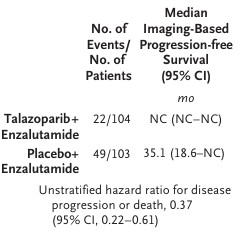 Median
No. of Imaging-Based
Events/ Progression-free
No. of Survival
Patients (95% CI)
mo
Talazoparib+ 22/104 NC (NC–NC)
Enzalutamide
Placebo+ 49/103 35.1 (18.6–NC)
Enzalutamide
Unstratified hazard ratio for disease
progression or death, 0.37
(95% CI, 0.22–0.61)